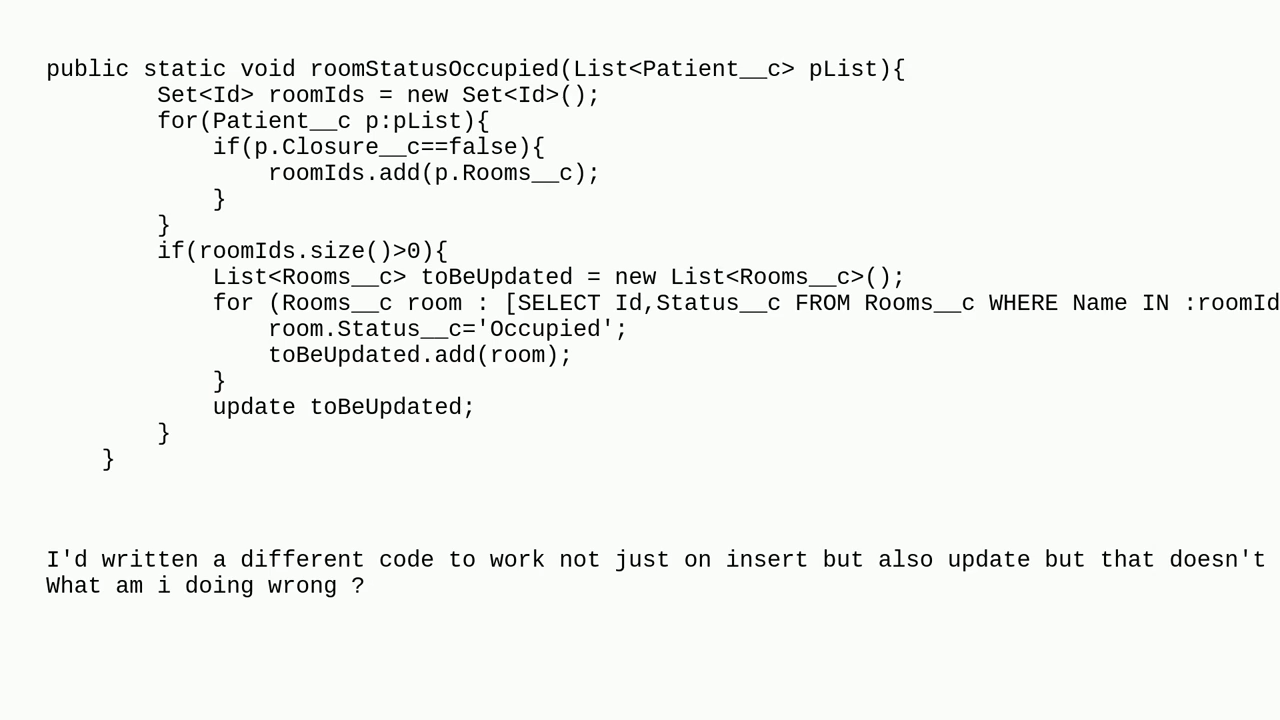 public static void roomStatusOccupied(List<Patient__c> pList){
        Set<Id> roomIds = new Set<Id>();
        for(Patient__c p:pList){
            if(p.Closure__c==false){
                roomIds.add(p.Rooms__c);
            }
        }
        if(roomIds.size()>0){
            List<Rooms__c> toBeUpdated = new List<Rooms__c>();
            for (Rooms__c room : [SELECT Id,Status__c FROM Rooms__c WHERE Name IN :roomId
                room.Status__c='Occupied';
                toBeUpdated.add(room);
            }
            update toBeUpdated;
        }
    }
I'd written a different code to work not just on insert but also update but that doesn't
What am i doing wrong ?